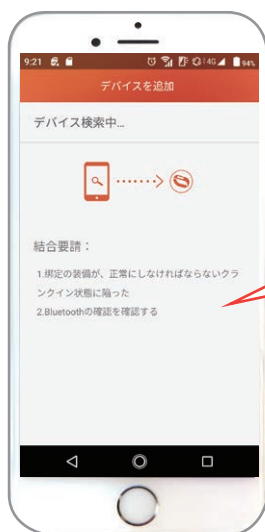 9:21 4G 94%
デバイスを追加
デバイス検索中...
結合要請：
1.绑定の装備が、正常にしなければならないクラ
ンクイン状態に陥った
2.Bluetoothの確認を確認する